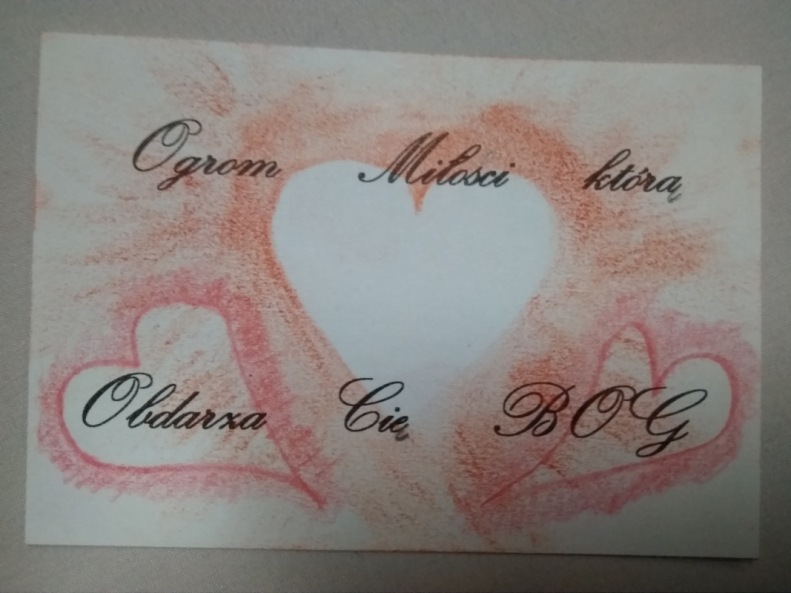 Ogrom Miłosci którą
Obdarza Cię BOG